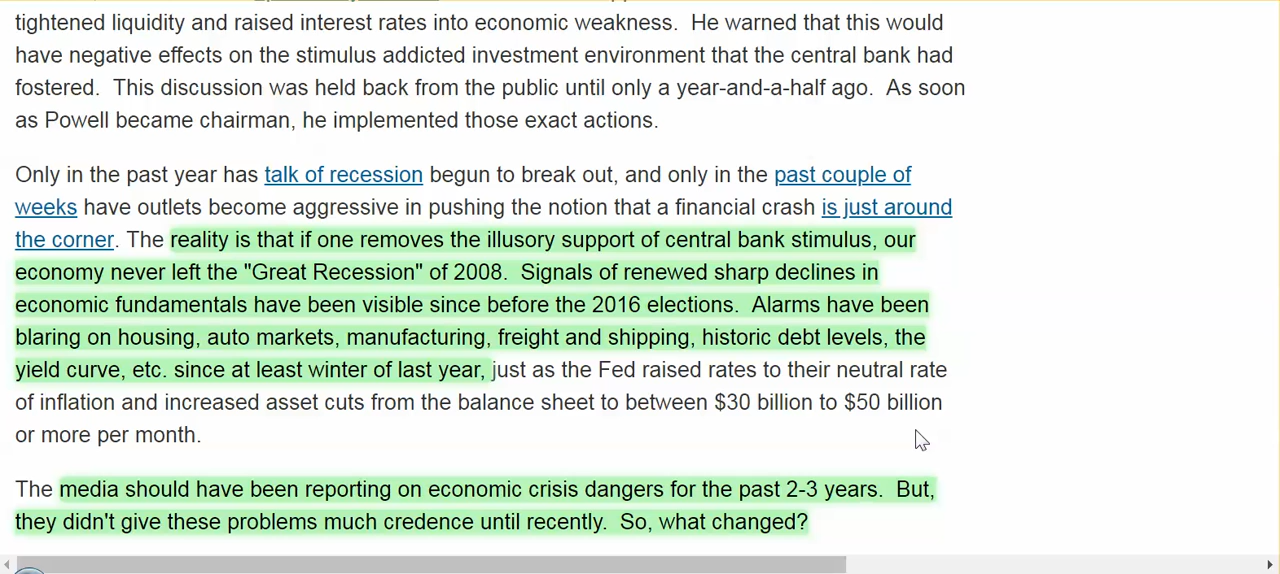 tightened liquidity and raised interest rates into economic weakness.  He warned that this would
have negative effects on the stimulus addicted investment environment that the central bank had
fostered.  This discussion was held back from the public until only a year-and-a-half ago.  As soon
as Powell became chairman, he implemented those exact actions.
Only in the past year has talk of recession begun to break out, and only in the past couple of
weeks have outlets become aggressive in pushing the notion that a financial crash is just around
the corner. The reality is that if one removes the illusory support of central bank stimulus, our
economy never left the "Great Recession" of 2008.  Signals of renewed sharp declines in
economic fundamentals have been visible since before the 2016 elections.  Alarms have been
blaring on housing, auto markets, manufacturing, freight and shipping, historic debt levels, the
yield curve, etc. since at least winter of last year, just as the Fed raised rates to their neutral rate
of inflation and increased asset cuts from the balance sheet to between $30 billion to $50 billion
or more per month.
The media should have been reporting on economic crisis dangers for the past 2-3 years.  But,
they didn't give these problems much credence until recently.  So, what changed?